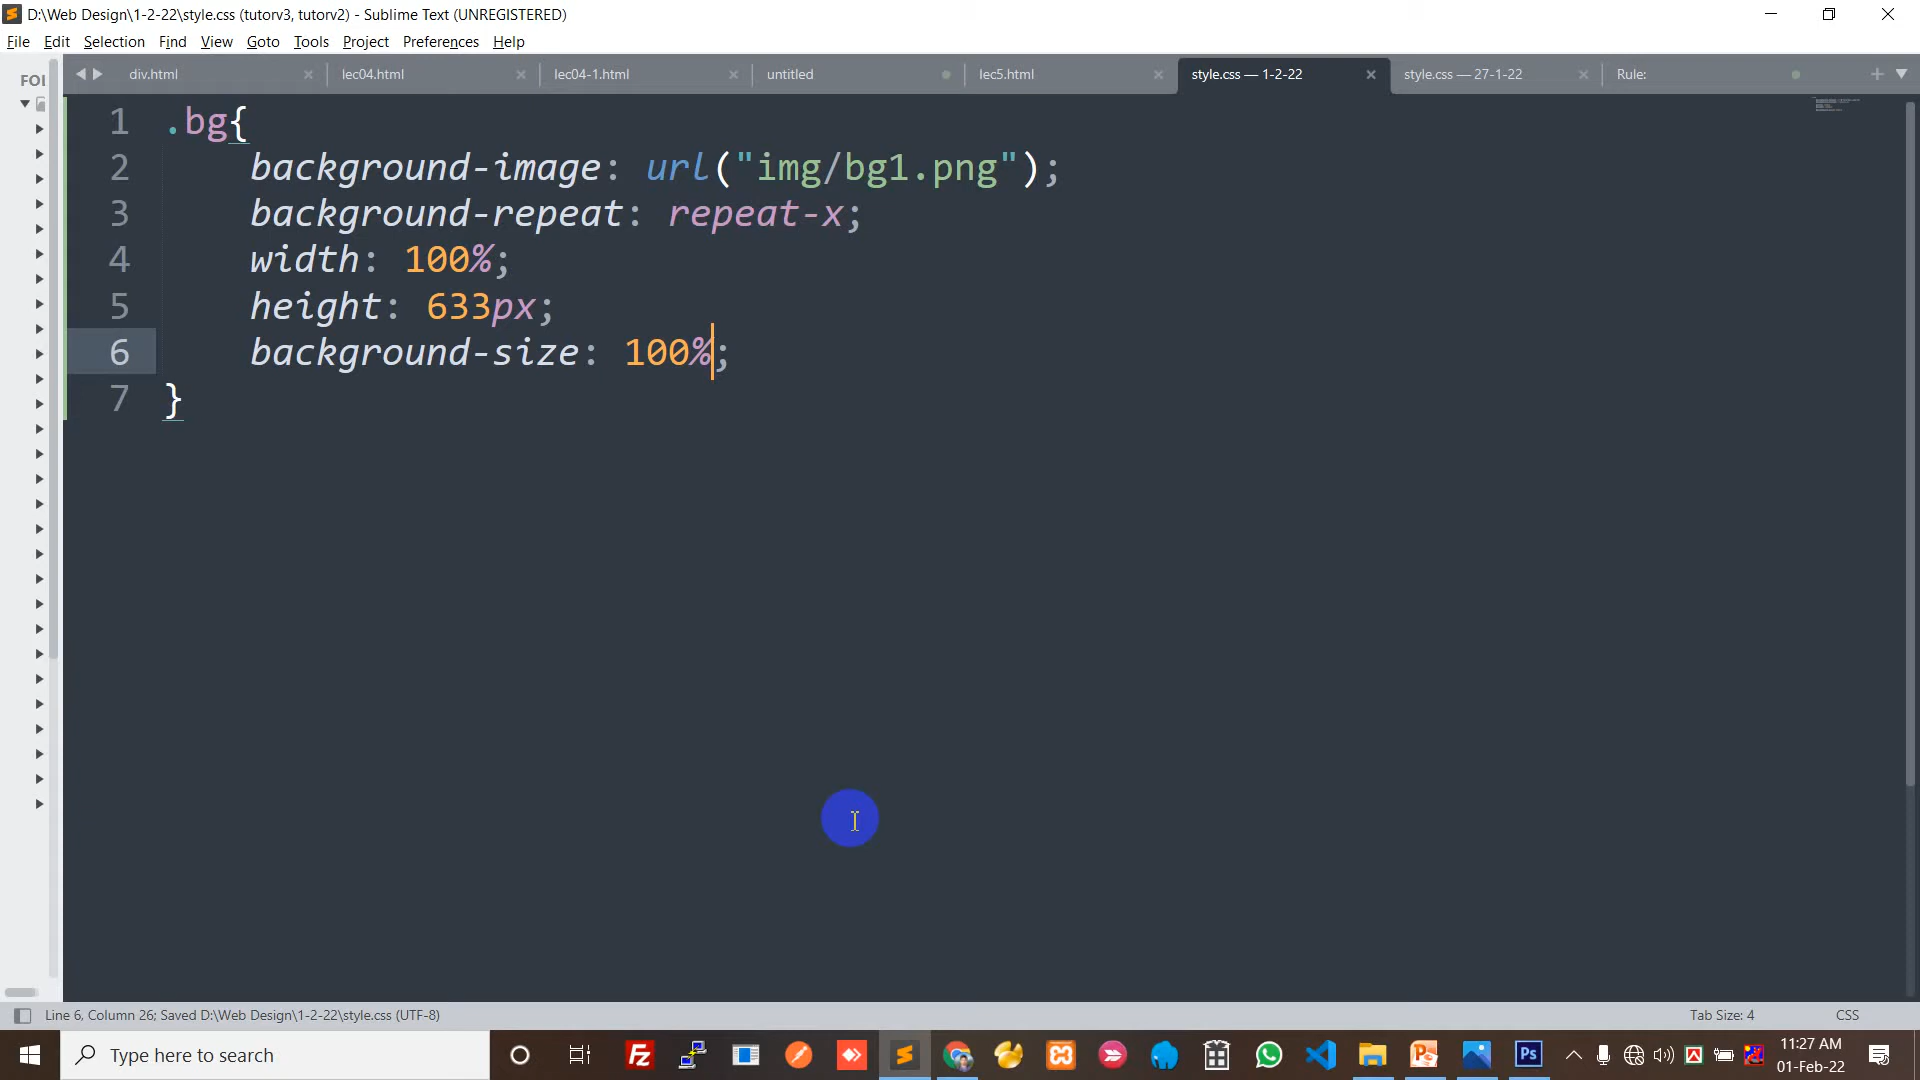 D:\Web Design\1-2-22\style.css (tutorv3, tutorv2) - Sublime Text (UNREGISTERED)
File Edit Selection Find View Goto Tools Project Preferences Help
FOI
div.html
lec04.html
lec04-1.html
untitled
lec5.html
style.css — 1-2-22
style.css — 27-1-22
Rule:
1 .bg{
2 background-image: url("img/bg1.png");
3 background-repeat: repeat-x;
4 width: 100%;
5 height: 633px;
6 background-size: 100%;
7 }
Line 6, Column 26; Saved D:\Web Design\1-2-22\style.css (UTF-8)
Tab Size: 4
CSS
Type here to search
Fz
Ps
11:27 AM
01-Feb-22